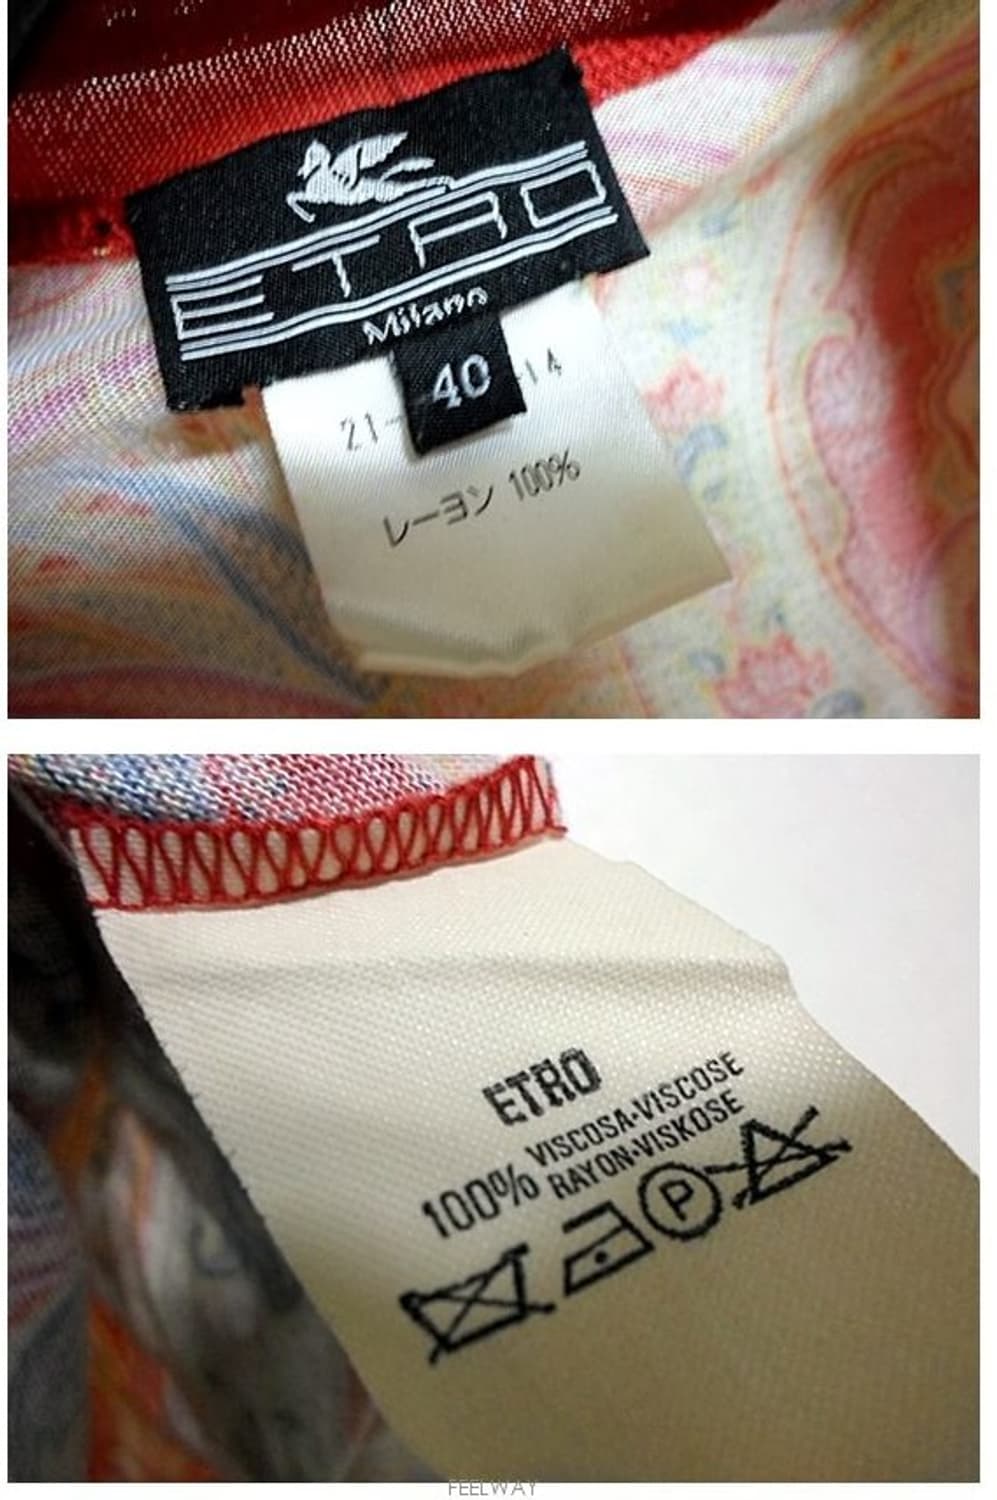 ETRO
Milano
40
21- -14
レーヨン 100%
ETRO
100% VISCOSA·VISCOSE
RAYON·VISKOSE
P
FEELWAY